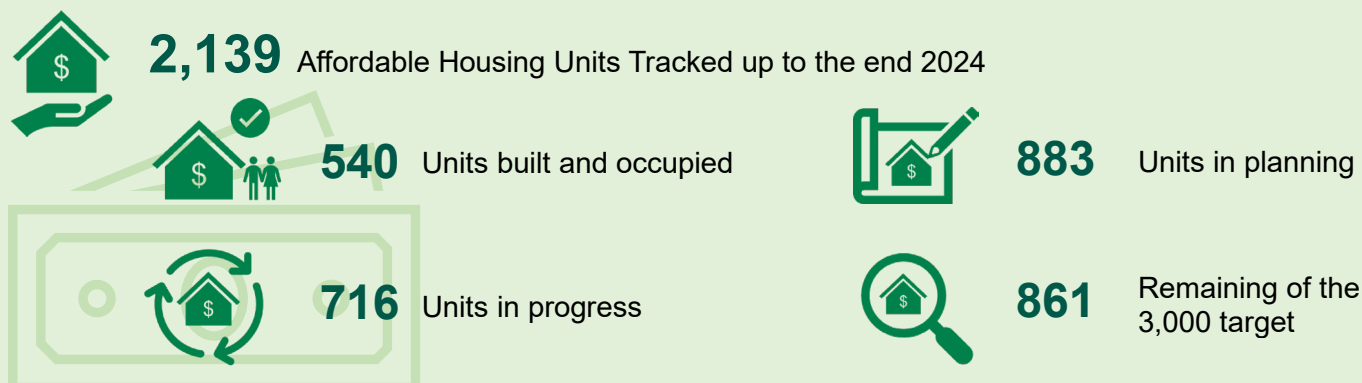 $
2,139 Affordable Housing Units Tracked up to the end 2024
$
540 Units built and occupied
$
883 Units in planning
$
716 Units in progress
$
861 Remaining of the
3,000 target